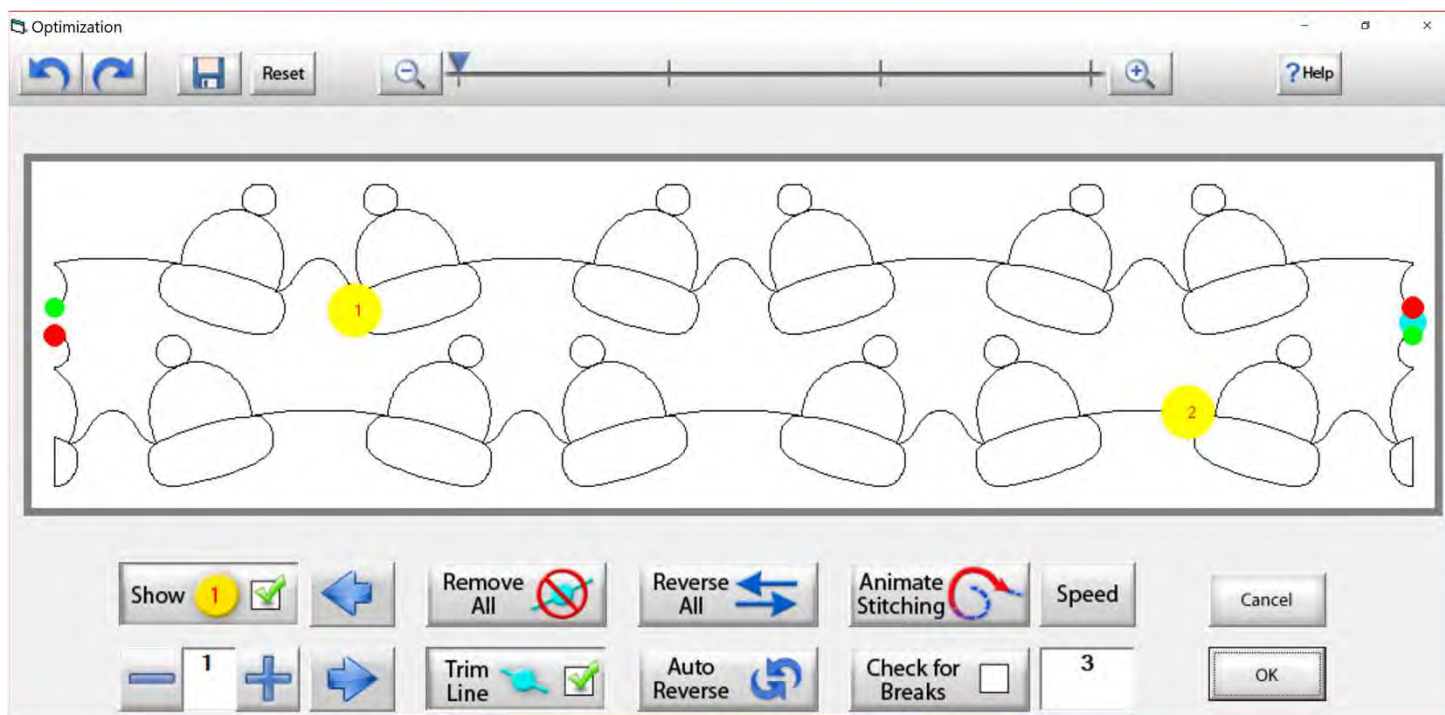 Optimization
Reset
? Help
1
2
Show 1
Remove All
Reverse All
Animate Stitching
Speed
Cancel
1
Trim Line
Auto Reverse
Check for Breaks
3
OK